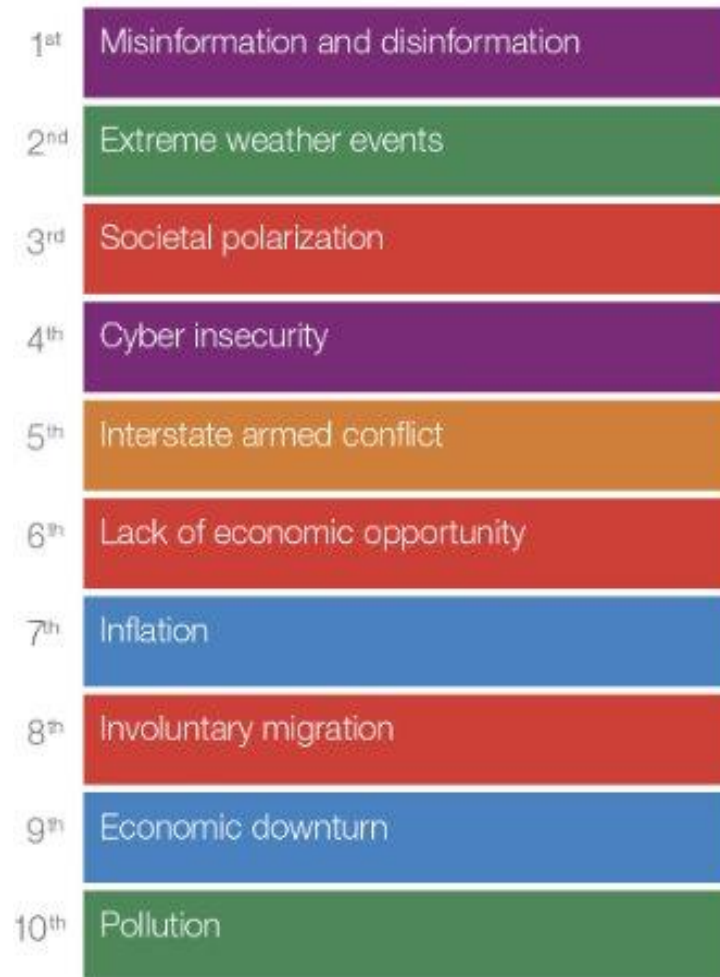 1st Misinformation and disinformation
2nd Extreme weather events
3rd Societal polarization
4th Cyber insecurity
5th Interstate armed conflict
6th Lack of economic opportunity
7th Inflation
8th Involuntary migration
9th Economic downturn
10th Pollution